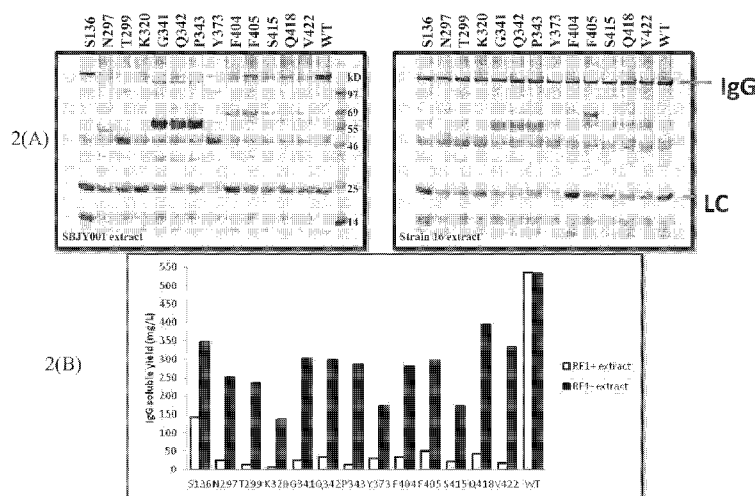 S136 N297 T299 K320 G341 Q342 P343 Y373 F404 F405 S415 Q418 V422 WT
S136 N297 T299 K320 G341 Q342 P343 Y373 F404 F405 S415 Q418 V422 WT
2(A)
kD
97
69
55
46
28
14
SBJY001 extract
Strain 16 extract
IgG
LC
2(B)
IgG soluble yield (mg/L)
550
500
450
400
350
300
250
200
150
100
50
0
RF1+ extract
RF1- extract
S136 N297 T299 K320 G341 Q342 P343 Y373 F404 F405 S415 Q418 V422 WT